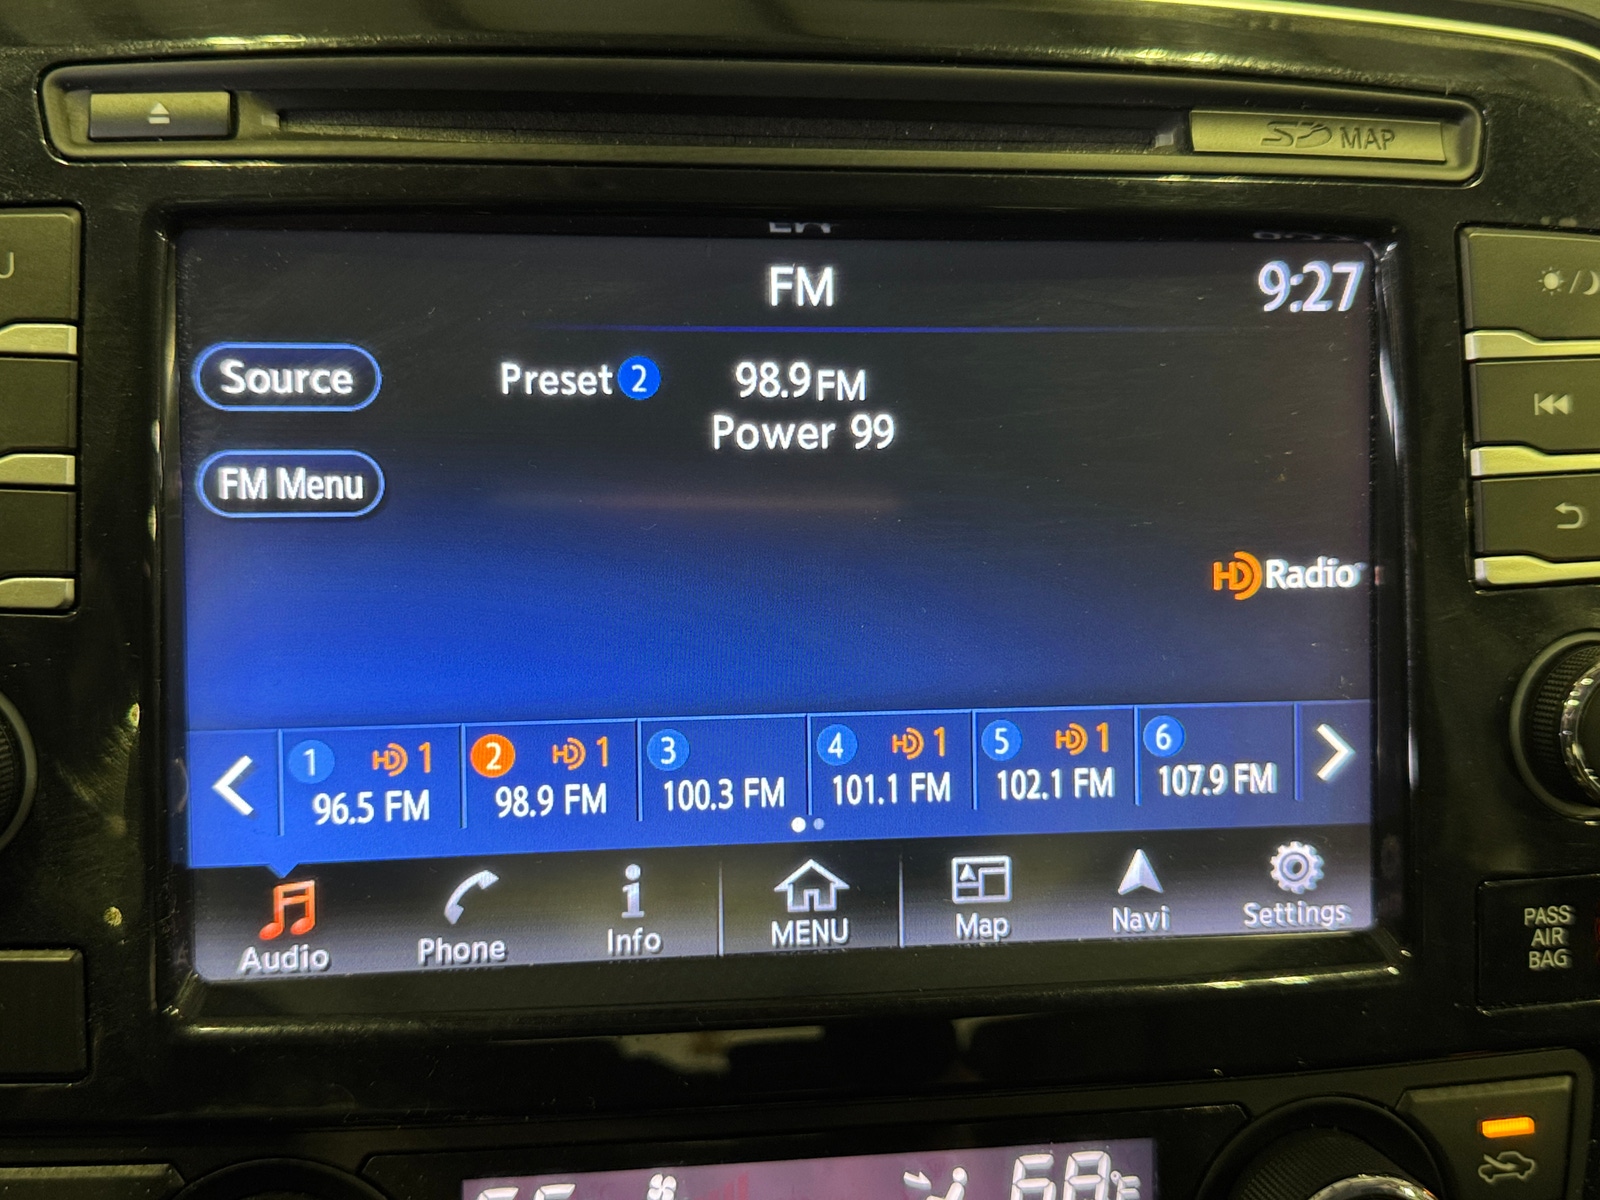 SD MAP
FM
9:27
Source
Preset 2
98.9 FM
Power 99
FM Menu
HD Radio
1 HD 1
96.5 FM
2 HD 1
98.9 FM
3
100.3 FM
4 HD 1
101.1 FM
5 HD 1
102.1 FM
6
107.9 FM
Audio
Phone
Info
MENU
Map
Navi
Settings
PASS
AIR
BAG
68°F